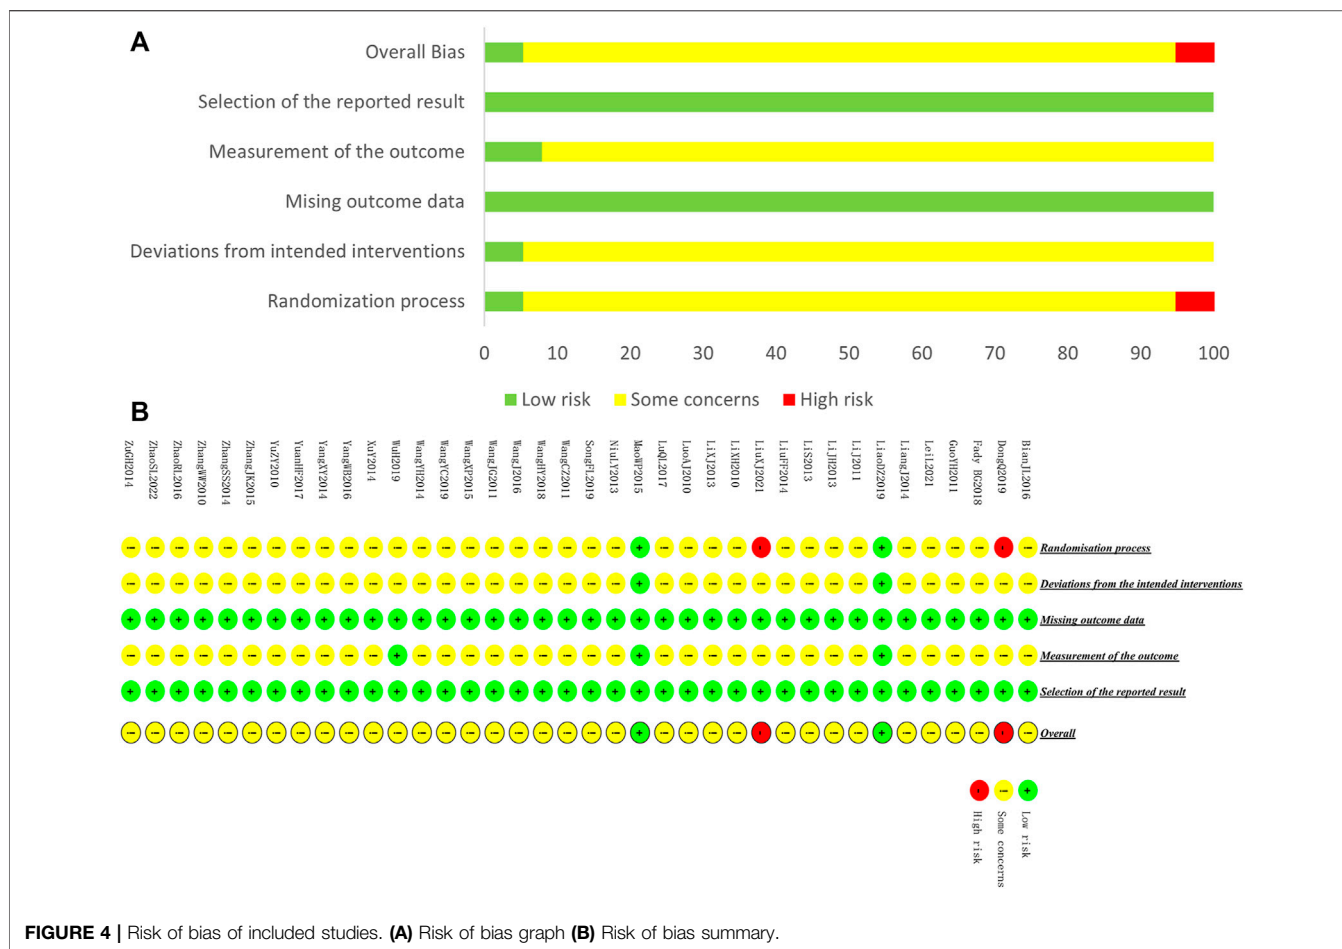 A
Overall Bias
Selection of the reported result
Measurement of the outcome
Mising outcome data
Deviations from intended interventions
Randomization process
0 10 20 30 40 50 60 70 80 90 100
Low risk Some concerns High risk
B
ZuGH2014
ZhaoSL2022
ZhaoRL2016
ZhangWW2010
ZhangSS2014
ZhangJK2015
YuZY2010
YuanHF2017
YangXY2014
YangWB2016
XuY2014
WuH2019
WangYH2014
WangYC2019
WangXP2015
WangJG2011
WangJ2016
WangHY2018
WangCZ2011
SongFL2019
NiuLY2013
MaoWP2015
LuQL2017
LuoAJ2010
LiXJ2013
LiXH2010
LiuXJ2021
LiuFF2014
LiS2013
LiJH2013
LiJ2011
LiaoDZ2019
LiangJ2014
LeiL2021
GuoYH2011
Fady BG2018
DongQ2019
BianJL2016
Randomisation process
Deviations from the intended interventions
Missing outcome data
Measurement of the outcome
Selection of the reported result
Overall
High risk
Some concerns
Low risk
FIGURE 4 | Risk of bias of included studies. (A) Risk of bias graph (B) Risk of bias summary.